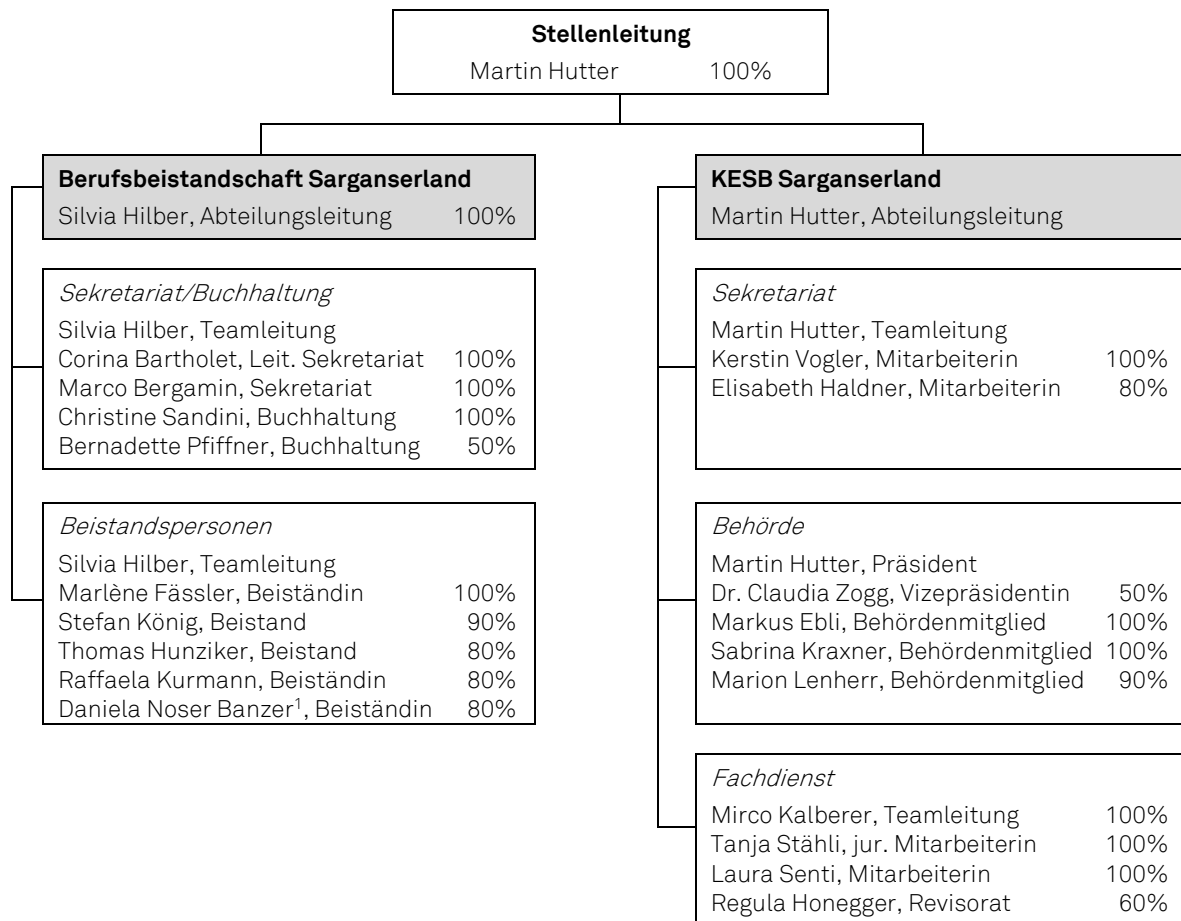 Stellenleitung
Martin Hutter 100%
Berufsbeistandschaft Sarganserland
Silvia Hilber, Abteilungsleitung 100%
Sekretariat/Buchhaltung
Silvia Hilber, Teamleitung
Corina Bartholet, Leit. Sekretariat 100%
Marco Bergamin, Sekretariat 100%
Christine Sandini, Buchhaltung 100%
Bernadette Pfiffner, Buchhaltung 50%
Beistandspersonen
Silvia Hilber, Teamleitung
Marlène Fässler, Beiständin 100%
Stefan König, Beistand 90%
Thomas Hunziker, Beistand 80%
Raffaela Kurmann, Beiständin 80%
Daniela Noser Banzer¹, Beiständin 80%
KESB Sarganserland
Martin Hutter, Abteilungsleitung
Sekretariat
Martin Hutter, Teamleitung
Kerstin Vogler, Mitarbeiterin 100%
Elisabeth Haldner, Mitarbeiterin 80%
Behörde
Martin Hutter, Präsident
Dr. Claudia Zogg, Vizepräsidentin 50%
Markus Ebli, Behördenmitglied 100%
Sabrina Kraxner, Behördenmitglied 100%
Marion Lenherr, Behördenmitglied 90%
Fachdienst
Mirco Kalberer, Teamleitung 100%
Tanja Stähli, jur. Mitarbeiterin 100%
Laura Senti, Mitarbeiterin 100%
Regula Honegger, Revisorat 60%